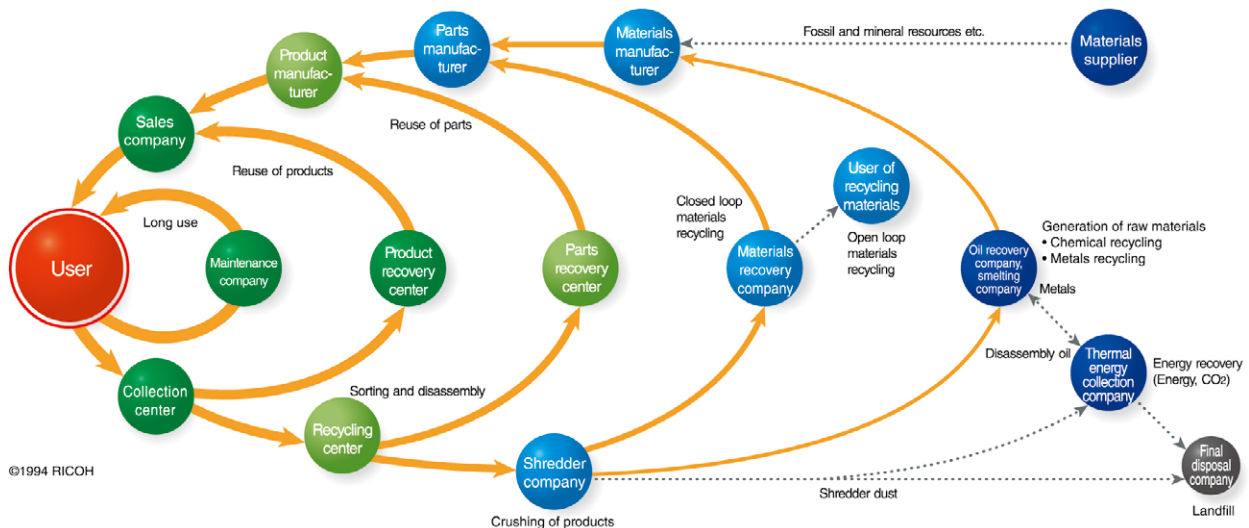 Parts
manufac-
turer
Materials
manufac-
turer
Fossil and mineral resources etc.
Materials
supplier
Product
manufac-
turer
Sales
company
Reuse of parts
Reuse of products
User of
recycling
materials
Long use
Closed loop
materials
recycling
Open loop
materials
recycling
User
Maintenance
company
Product
recovery
center
Parts
recovery
center
Materials
recovery
company
Oil recovery
company,
smelting
company
Generation of raw materials
• Chemical recycling
• Metals recycling
Metals
Disassembly oil
Thermal
energy
collection
company
Energy recovery
(Energy, CO2)
Collection
center
Sorting and disassembly
Recycling
center
Shredder
company
Crushing of products
Shredder dust
Final
disposal
company
Landfill
©1994 RICOH